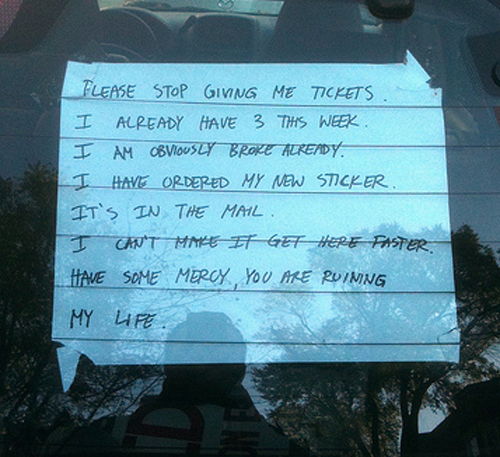 PLEASE STOP GIVING ME TICKETS.
I ALREADY HAVE 3 THIS WEEK.
I AM OBVIOUSLY BROKE ALREADY.
I HAVE ORDERED MY NEW STICKER.
IT'S IN THE MAIL.
I CAN'T MAKE IT GET HERE FASTER.
HAVE SOME MERCY, YOU ARE RUINING
MY LIFE.